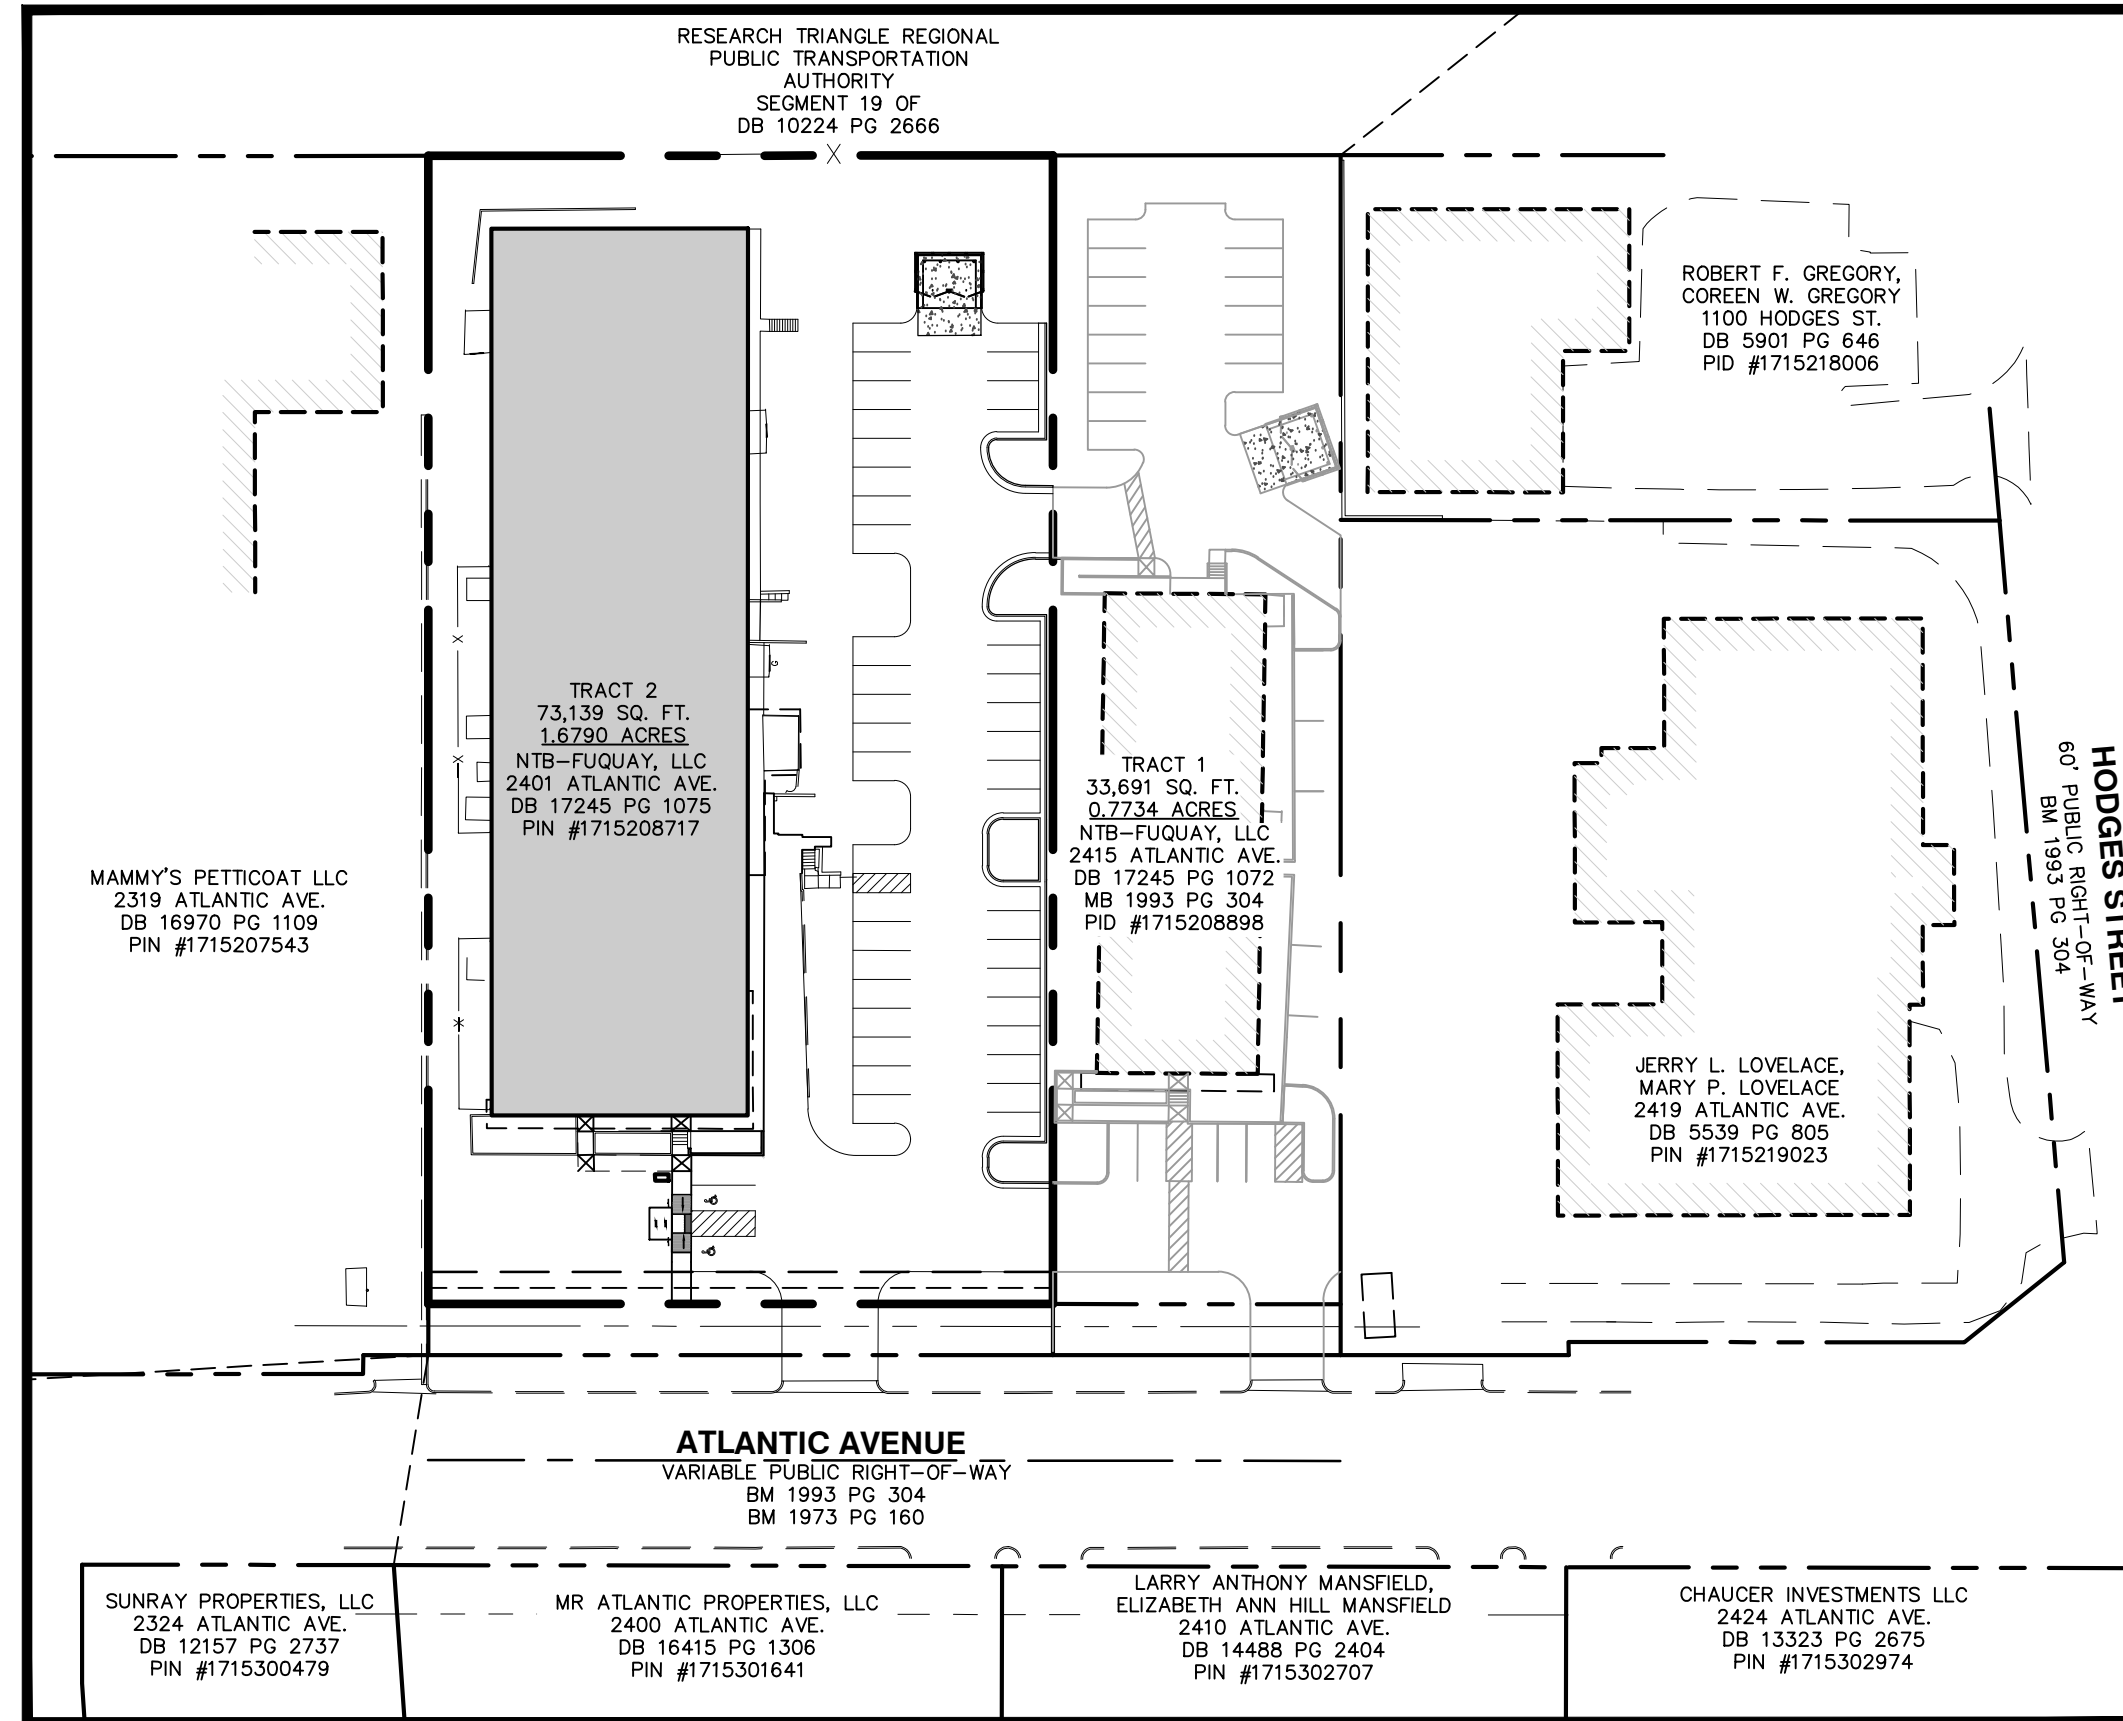 RESEARCH TRIANGLE REGIONAL
PUBLIC TRANSPORTATION
AUTHORITY
SEGMENT 19 OF
DB 10224 PG 2666
ROBERT F. GREGORY,
COREEN W. GREGORY
1100 HODGES ST.
DB 5901 PG 646
PID #1715218006
TRACT 2
73,139 SQ. FT.
1.6790 ACRES
NTB-FUQUAY, LLC
2401 ATLANTIC AVE.
DB 17245 PG 1075
PIN #1715208717
TRACT 1
33,691 SQ. FT.
0.7734 ACRES
NTB-FUQUAY, LLC
2415 ATLANTIC AVE.
DB 17245 PG 1072
MB 1993 PG 304
PID #1715208898
HODGES STREET
60' PUBLIC RIGHT-OF-WAY
BM 1993 PG 304
MAMMY'S PETTICOAT LLC
2319 ATLANTIC AVE.
DB 16970 PG 1109
PIN #1715207543
JERRY L. LOVELACE,
MARY P. LOVELACE
2419 ATLANTIC AVE.
DB 5539 PG 805
PIN #1715219023
G
ATLANTIC AVENUE
VARIABLE PUBLIC RIGHT-OF-WAY
BM 1993 PG 304
BM 1973 PG 160
SUNRAY PROPERTIES, LLC
2324 ATLANTIC AVE.
DB 12157 PG 2737
PIN #1715300479
MR ATLANTIC PROPERTIES, LLC
2400 ATLANTIC AVE.
DB 16415 PG 1306
PIN #1715301641
LARRY ANTHONY MANSFIELD,
ELIZABETH ANN HILL MANSFIELD
2410 ATLANTIC AVE.
DB 14488 PG 2404
PIN #1715302707
CHAUCER INVESTMENTS LLC
2424 ATLANTIC AVE.
DB 13323 PG 2675
PIN #1715302974